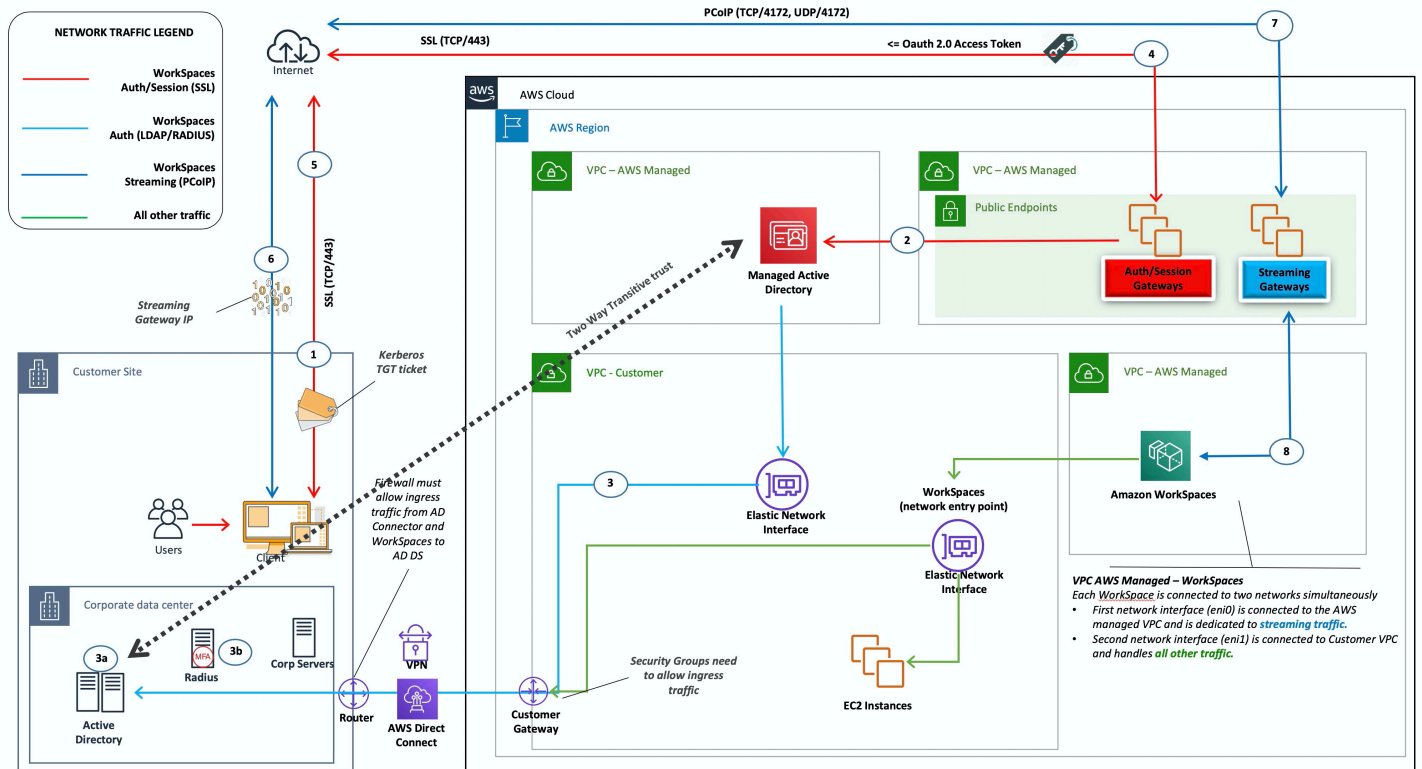 NETWORK TRAFFIC LEGEND
WorkSpaces
Auth/Session (SSL)
WorkSpaces
Auth (LDAP/RADIUS)
WorkSpaces
Streaming (PCoIP)
All other traffic
Internet
PCoIP (TCP/4172, UDP/4172)
7
SSL (TCP/443)
<= Oauth 2.0 Access Token
4
aws
AWS Cloud
AWS Region
VPC – AWS Managed
Managed Active
Directory
2
VPC – AWS Managed
Public Endpoints
Auth/Session
Gateways
Streaming
Gateways
5
6
SSL (TCP/443)
Streaming
Gateway IP
1
Kerberos
TGT ticket
Two Way Transitive trust
Customer Site
Users
Client
Firewall must
allow ingress
traffic from AD
Connector and
WorkSpaces to
AD DS
Corporate data center
3a
Active
Directory
MFA
3b
Radius
Corp Servers
Router
VPN
AWS Direct
Connect
VPC - Customer
3
Elastic Network
Interface
WorkSpaces
(network entry point)
Elastic Network
Interface
EC2 Instances
Security Groups need
to allow ingress
traffic
Customer
Gateway
VPC – AWS Managed
8
Amazon WorkSpaces
VPC AWS Managed – WorkSpaces
Each WorkSpace is connected to two networks simultaneously
• First network interface (eni0) is connected to the AWS
managed VPC and is dedicated to streaming traffic.
• Second network interface (eni1) is connected to Customer VPC
and handles all other traffic.